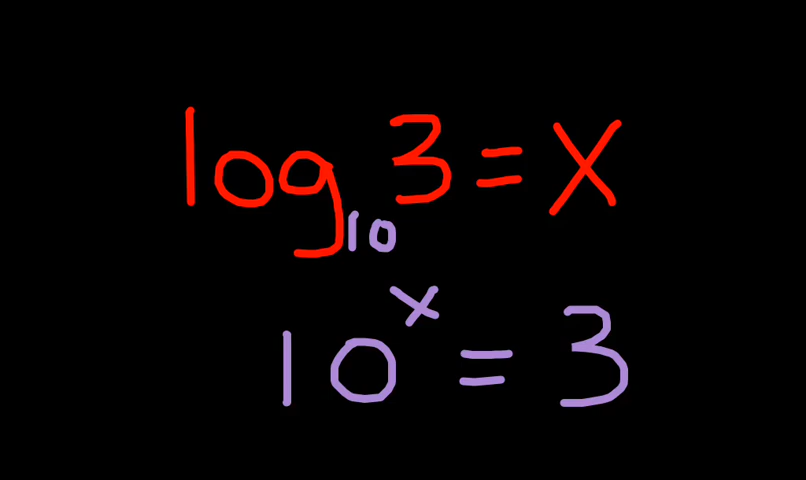 log₁₀ 3 = x
10ˣ = 3